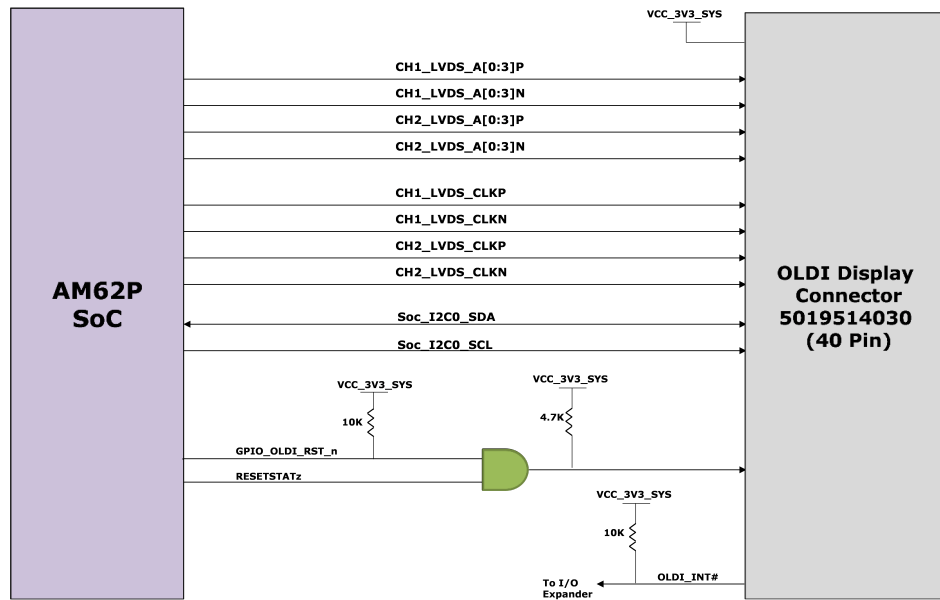 VCC_3V3_SYS
CH1_LVDS_A[0:3]P
CH1_LVDS_A[0:3]N
CH2_LVDS_A[0:3]P
CH2_LVDS_A[0:3]N
CH1_LVDS_CLKP
CH1_LVDS_CLKN
CH2_LVDS_CLKP
CH2_LVDS_CLKN
AM62P
SoC
OLDI Display
Connector
5019514030
(40 Pin)
Soc_I2C0_SDA
Soc_I2C0_SCL
VCC_3V3_SYS
10K
VCC_3V3_SYS
4.7K
GPIO_OLDI_RST_n
RESETSTATz
VCC_3V3_SYS
10K
OLDI_INT#
To I/O
Expander